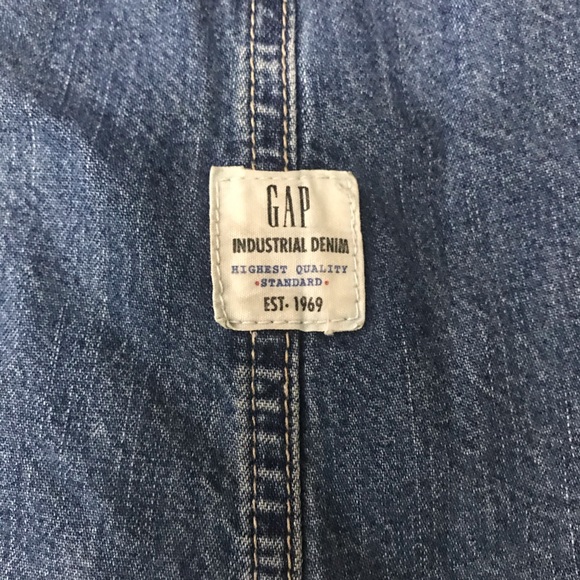 GAP
INDUSTRIAL DENIM
HIGHEST QUALITY
•STANDARD•
EST• 1969